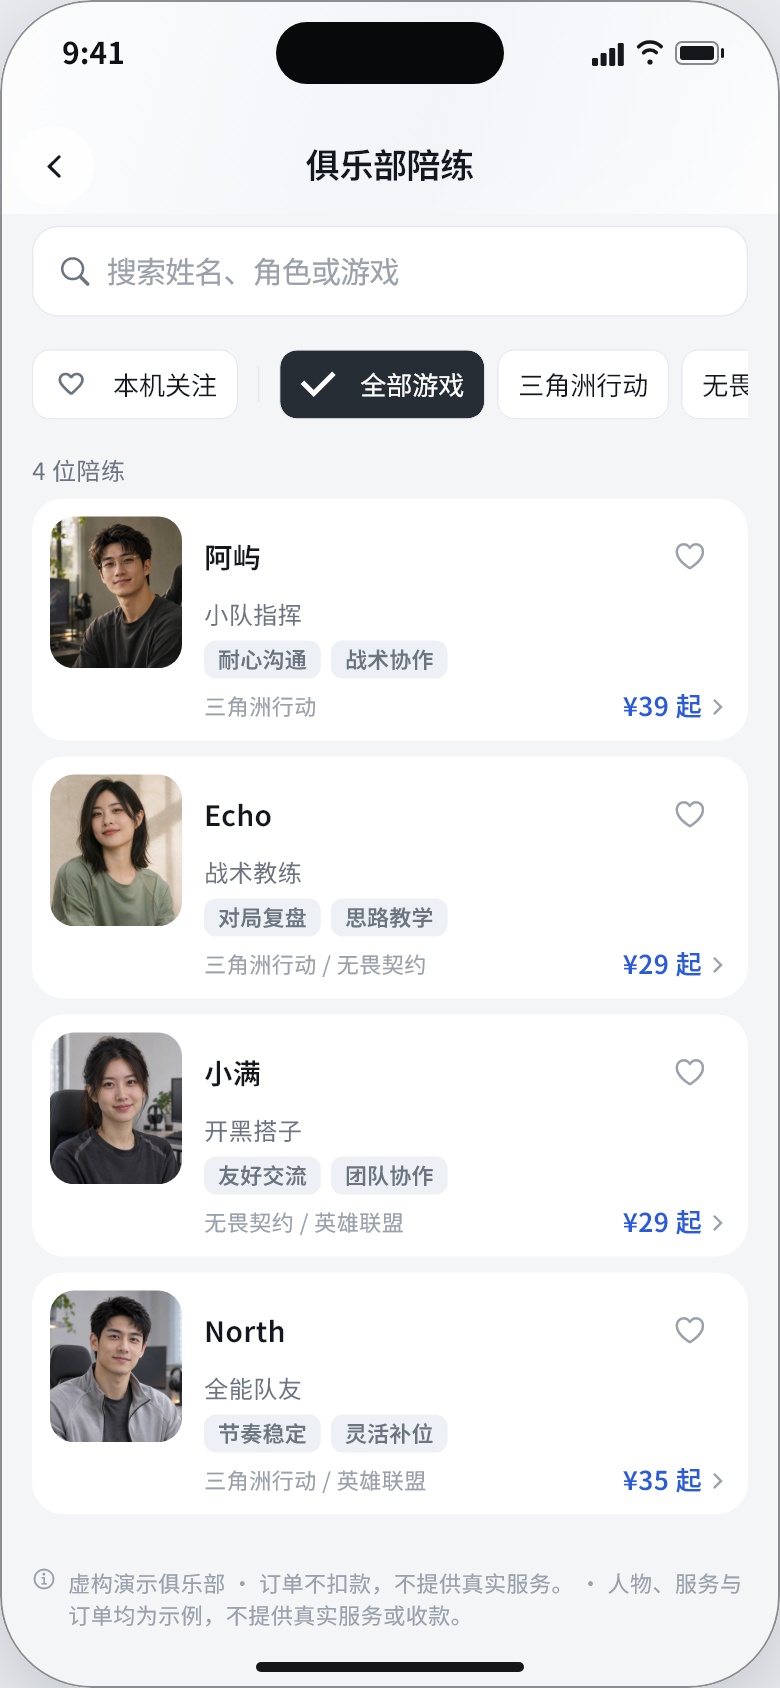 9:41
俱乐部陪练
搜索姓名、角色或游戏
本机关注
全部游戏
三角洲行动
无畏
4 位陪练
阿屿
小队指挥
耐心沟通
战术协作
三角洲行动
¥39 起
Echo
战术教练
对局复盘
思路教学
三角洲行动 / 无畏契约
¥29 起
小满
开黑搭子
友好交流
团队协作
无畏契约 / 英雄联盟
¥29 起
North
全能队友
节奏稳定
灵活补位
三角洲行动 / 英雄联盟
¥35 起
虚构演示俱乐部 • 订单不扣款，不提供真实服务。 • 人物、服务与
订单均为示例，不提供真实服务或收款。